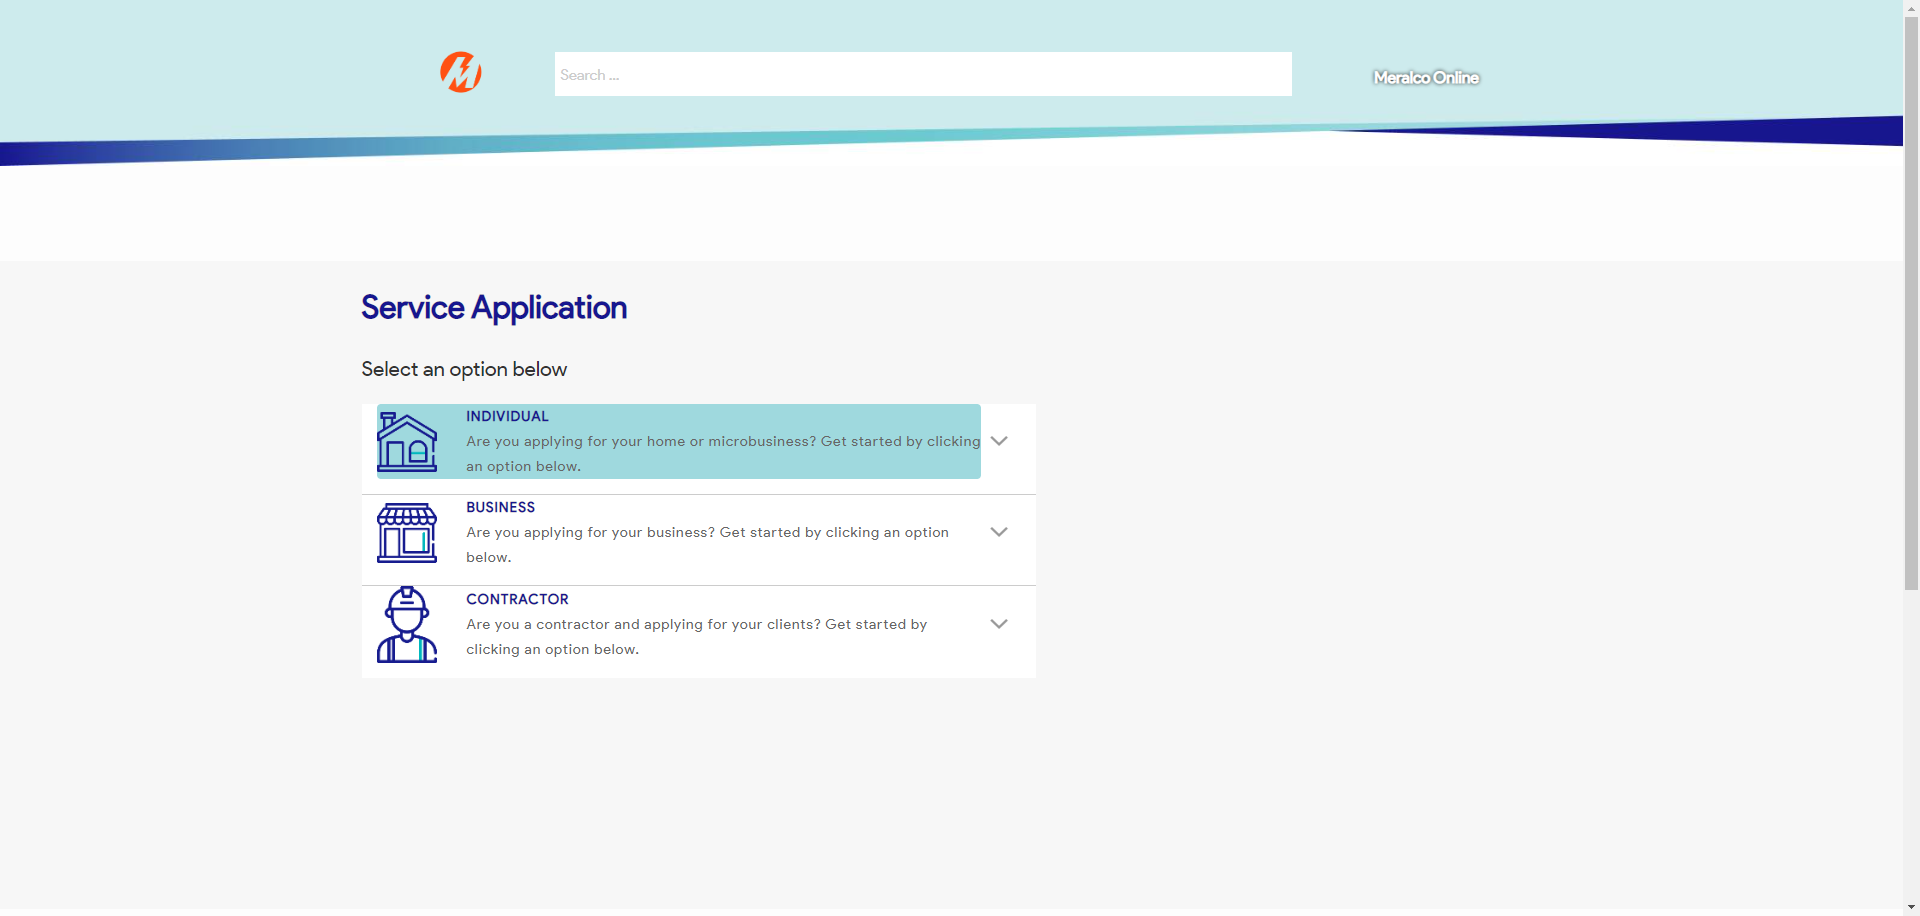 Search ...
Meralco Online
Service Application
Select an option below
INDIVIDUAL
Are you applying for your home or microbusiness? Get started by clicking
an option below.
BUSINESS
Are you applying for your business? Get started by clicking an option
below.
CONTRACTOR
Are you a contractor and applying for your clients? Get started by
clicking an option below.